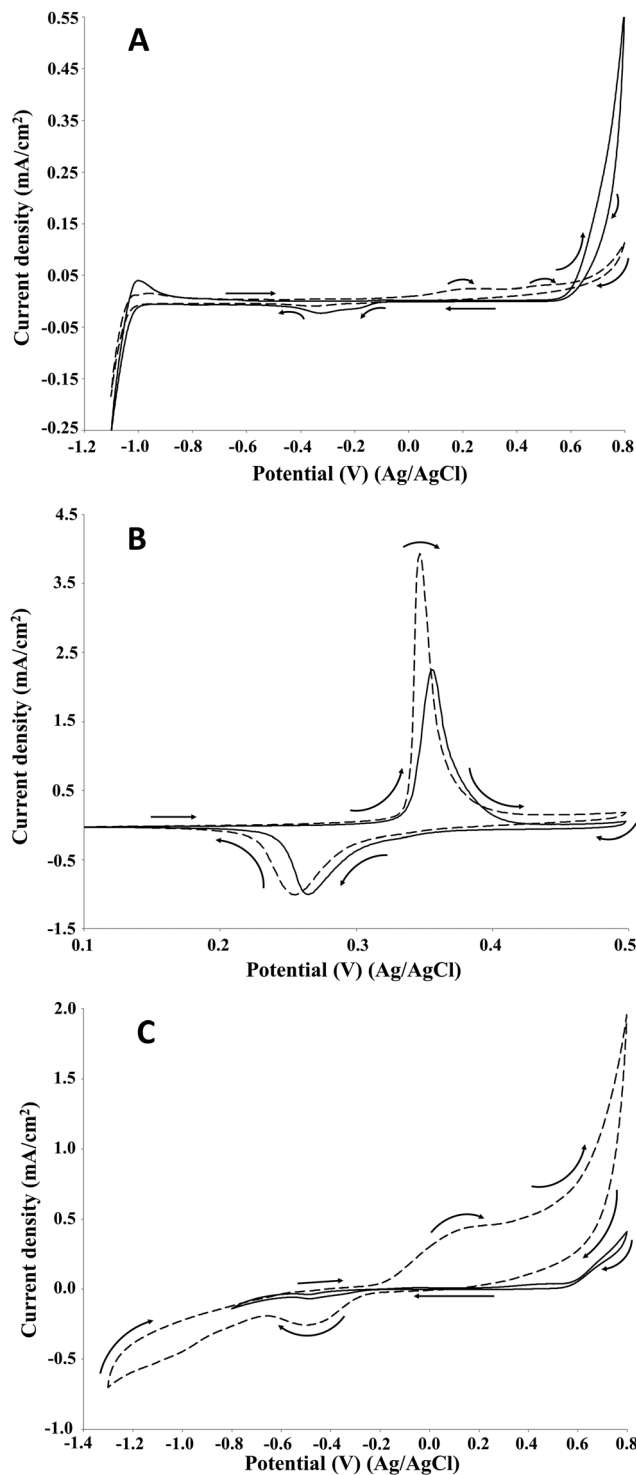 A
0.55
0.45
0.35
0.25
0.15
0.05
-0.05
-0.15
-0.25
Current density (mA/cm²)
-1.2 -1.0 -0.8 -0.6 -0.4 -0.2 0.0 0.2 0.4 0.6 0.8
Potential (V) (Ag/AgCl)
B
4.5
3.5
2.5
1.5
0.5
-0.5
-1.5
Current density (mA/cm²)
0.1 0.2 0.3 0.4 0.5
Potential (V) (Ag/AgCl)
C
2.0
1.5
1.0
0.5
0.0
-0.5
-1.0
Current density (mA/cm²)
-1.4 -1.2 -1.0 -0.8 -0.6 -0.4 -0.2 0.0 0.2 0.4 0.6 0.8
Potential (V) (Ag/AgCl)